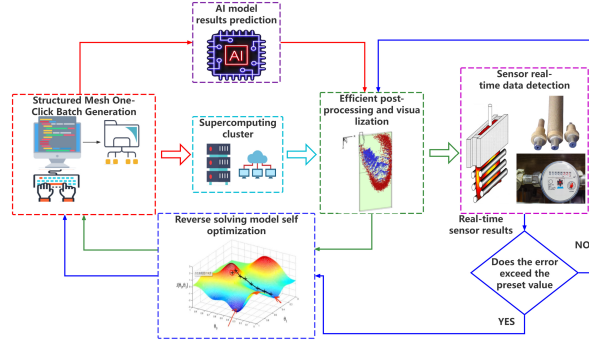 AI model
results prediction
AI
Structured Mesh One-
Click Batch Generation
Supercomputing
cluster
Efficient post-
processing and visua
lization
Sensor real-
time data detection
Real-time
sensor results
Reverse solving model self
optimization
Does the error
exceed the
preset value
NO
YES